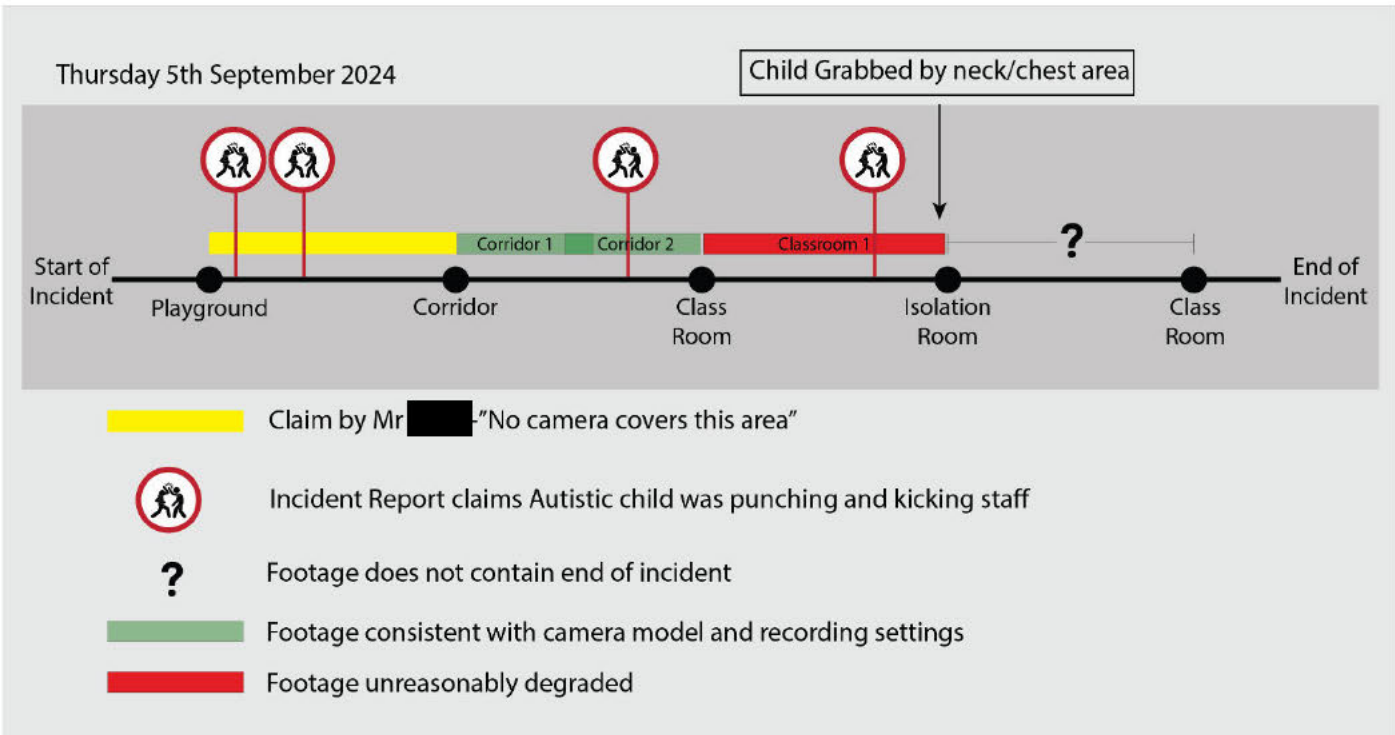 Thursday 5th September 2024
Child Grabbed by neck/chest area
Corridor 1
Corridor 2
Classroom 1
?
Start of
Incident
End of
Incident
Playground
Corridor
Class
Room
Isolation
Room
Class
Room
Claim by Mr -"No camera covers this area"
Incident Report claims Autistic child was punching and kicking staff
?
Footage does not contain end of incident
Footage consistent with camera model and recording settings
Footage unreasonably degraded